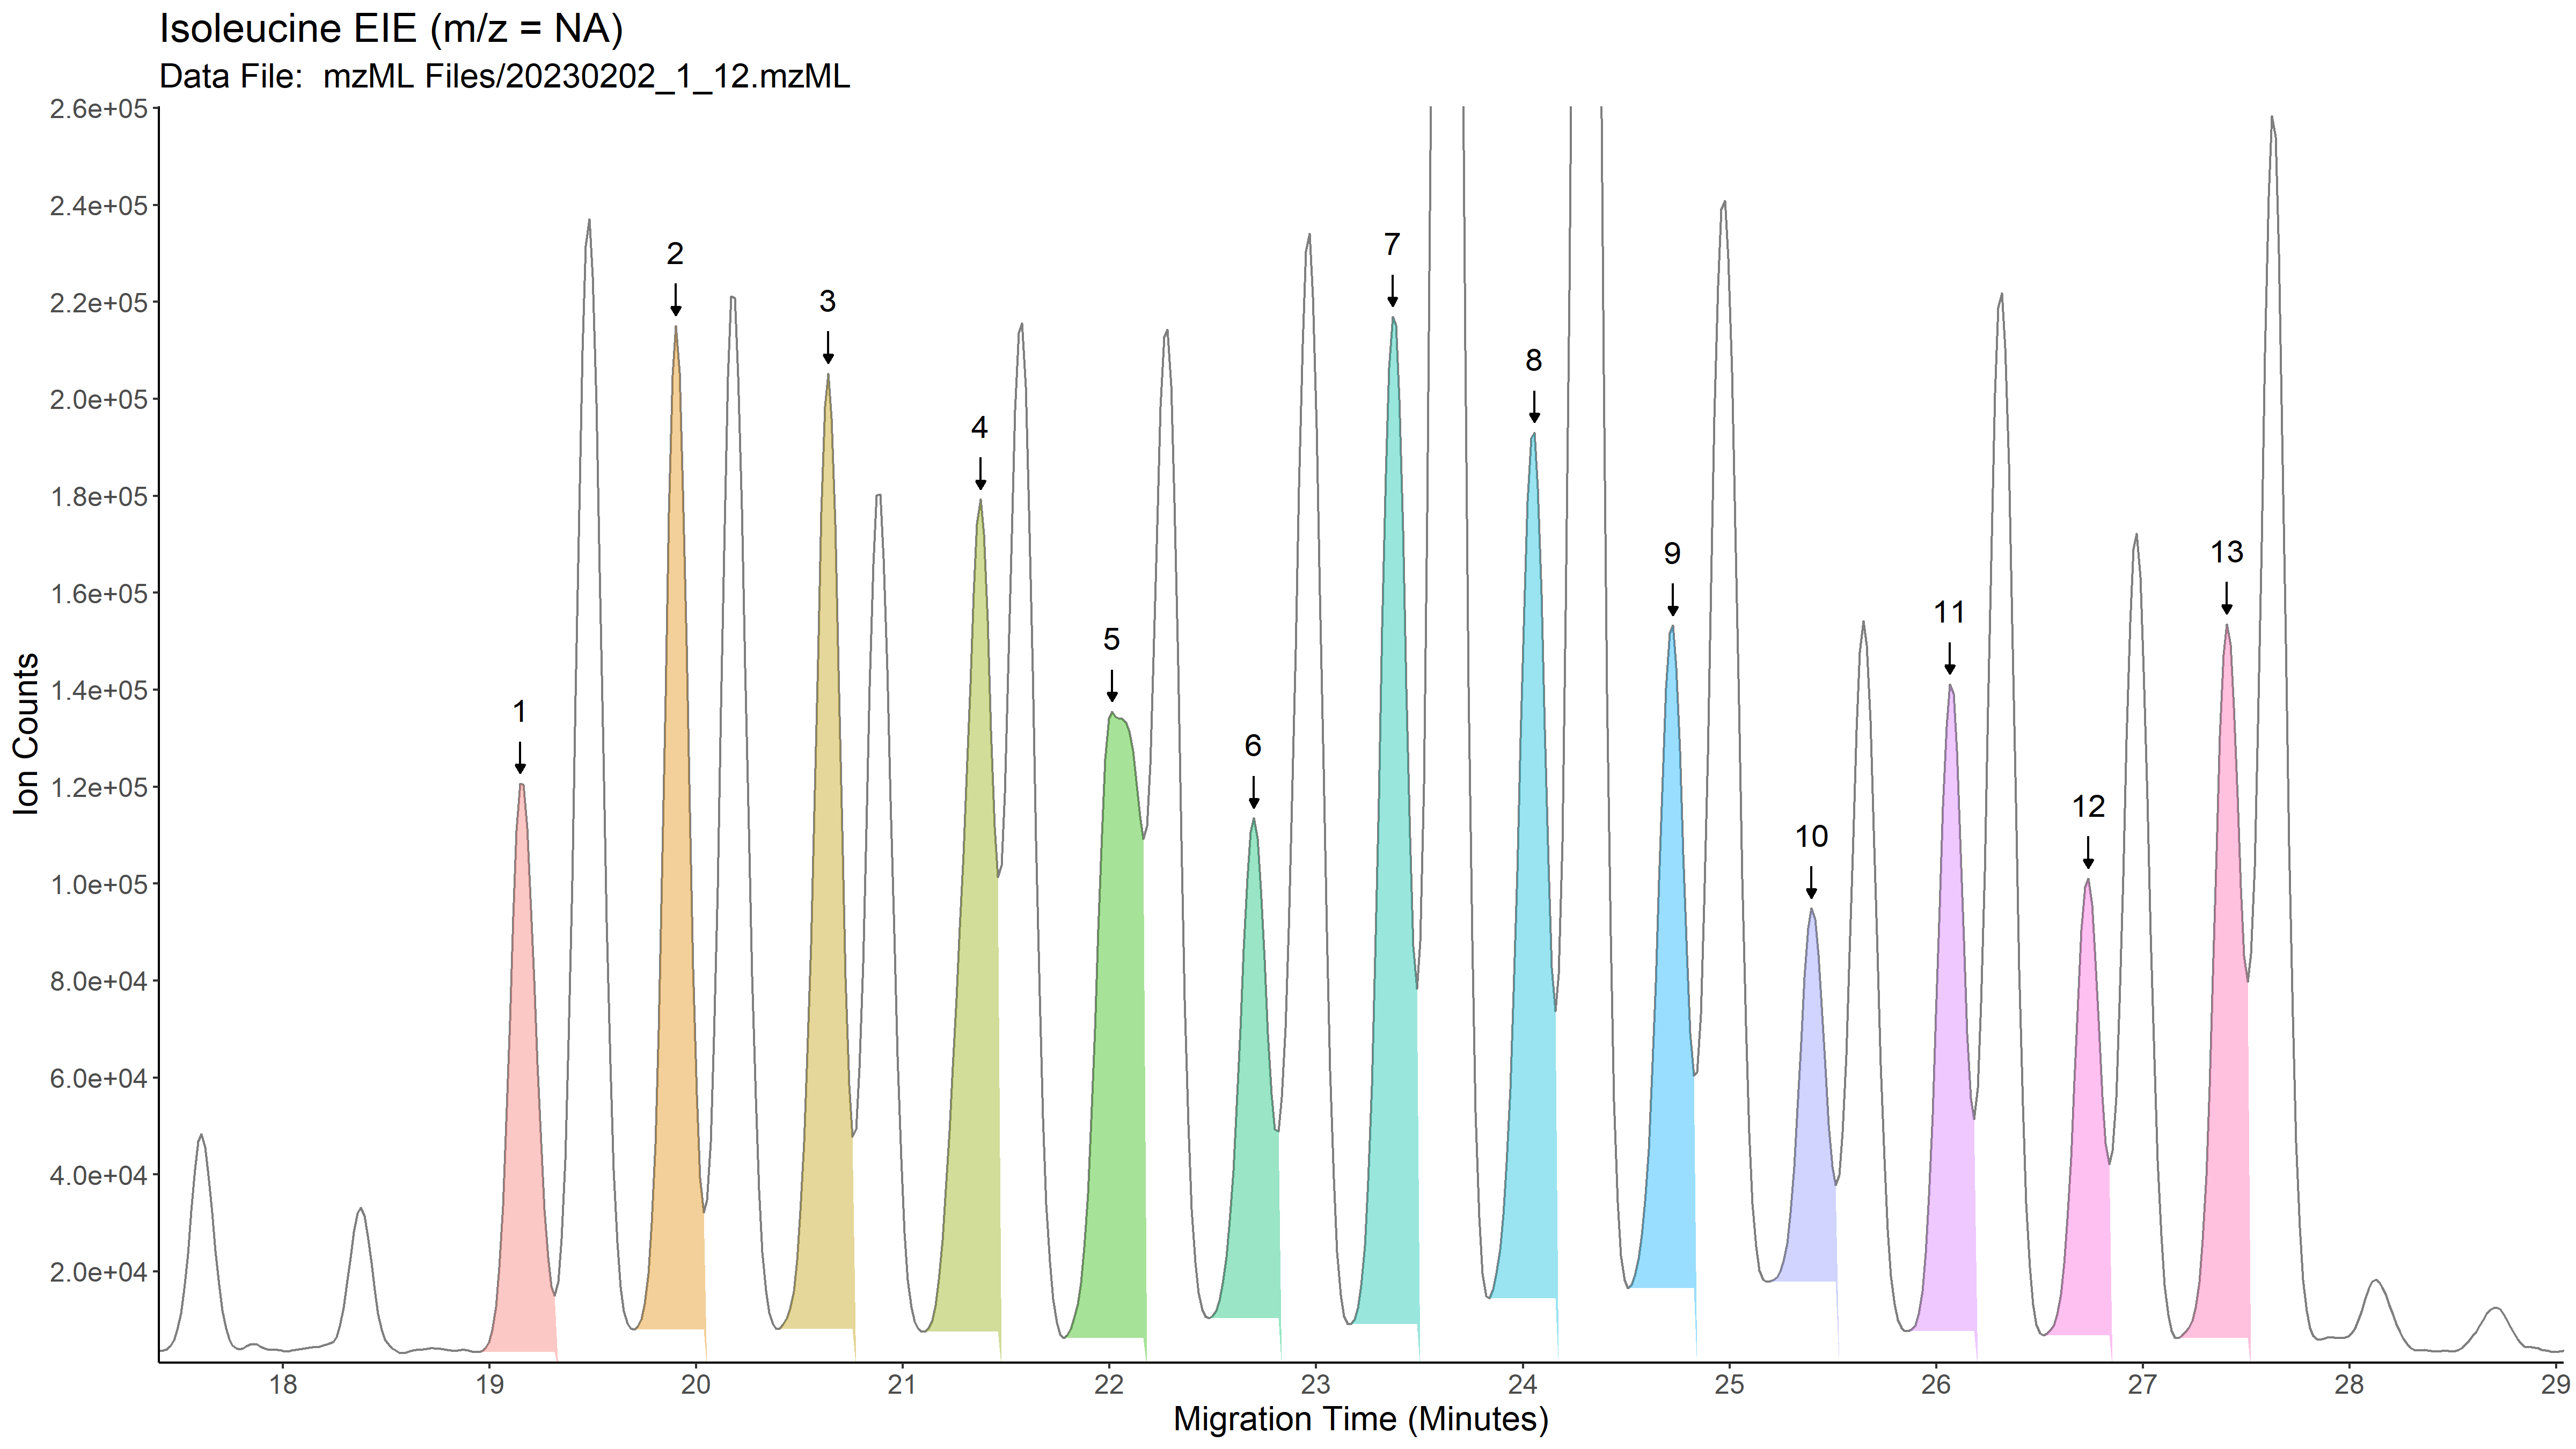 Isoleucine EIE (m/z = NA)
Data File:  mzML Files/20230202_1_12.mzML
2.6e+05
2.4e+05
2.2e+05
2.0e+05
1.8e+05
1.6e+05
1.4e+05
1.2e+05
1.0e+05
8.0e+04
6.0e+04
4.0e+04
2.0e+04
Ion Counts
1
2
3
4
5
6
7
8
9
10
11
12
13
18 19 20 21 22 23 24 25 26 27 28 29
Migration Time (Minutes)